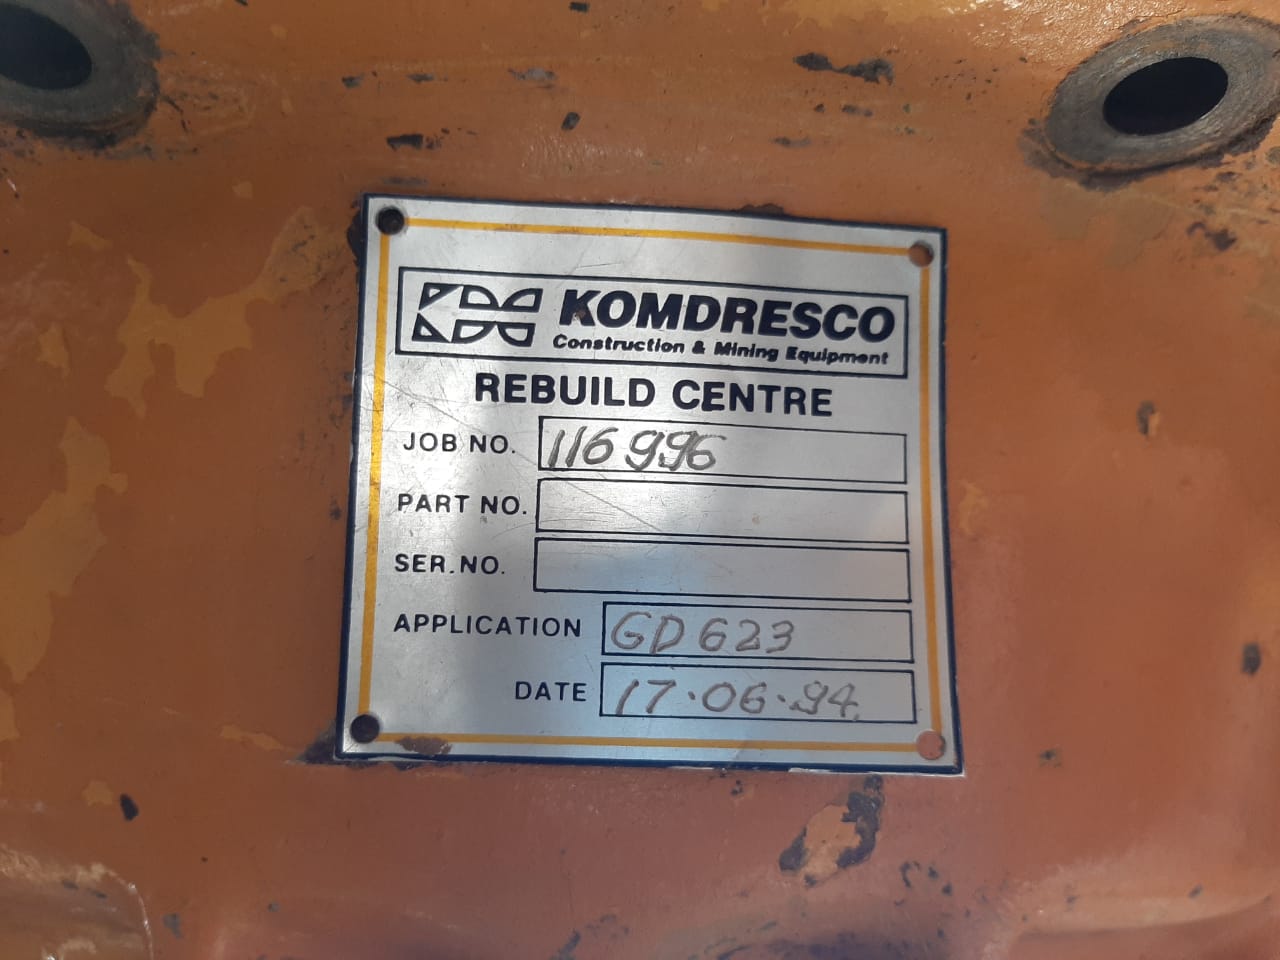 KDC KOMDRESCO
Construction & Mining Equipment
REBUILD CENTRE
JOB NO. 116996
PART NO.
SER.NO.
APPLICATION GD623
DATE 17·06·94.